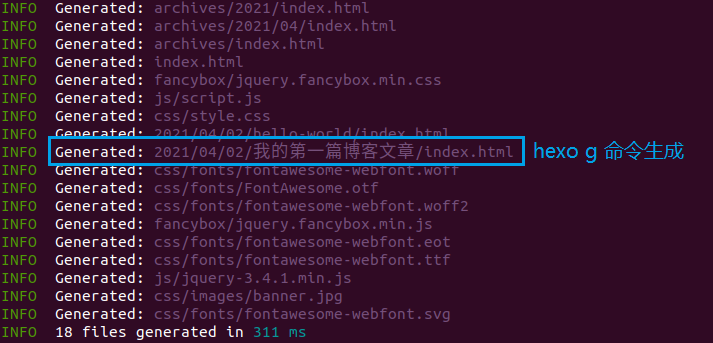 INFO  Generated: archives/2021/index.html
INFO  Generated: archives/2021/04/index.html
INFO  Generated: archives/index.html
INFO  Generated: index.html
INFO  Generated: fancybox/jquery.fancybox.min.css
INFO  Generated: js/script.js
INFO  Generated: css/style.css
INFO  Generated: 2021/04/02/hello-world/index.html
INFO  Generated: 2021/04/02/我的第一篇博客文章/index.html hexo g 命令生成
INFO  Generated: css/fonts/fontawesome-webfont.woff
INFO  Generated: css/fonts/FontAwesome.otf
INFO  Generated: css/fonts/fontawesome-webfont.woff2
INFO  Generated: fancybox/jquery.fancybox.min.js
INFO  Generated: css/fonts/fontawesome-webfont.eot
INFO  Generated: css/fonts/fontawesome-webfont.ttf
INFO  Generated: js/jquery-3.4.1.min.js
INFO  Generated: css/images/banner.jpg
INFO  Generated: css/fonts/fontawesome-webfont.svg
INFO  18 files generated in 311 ms